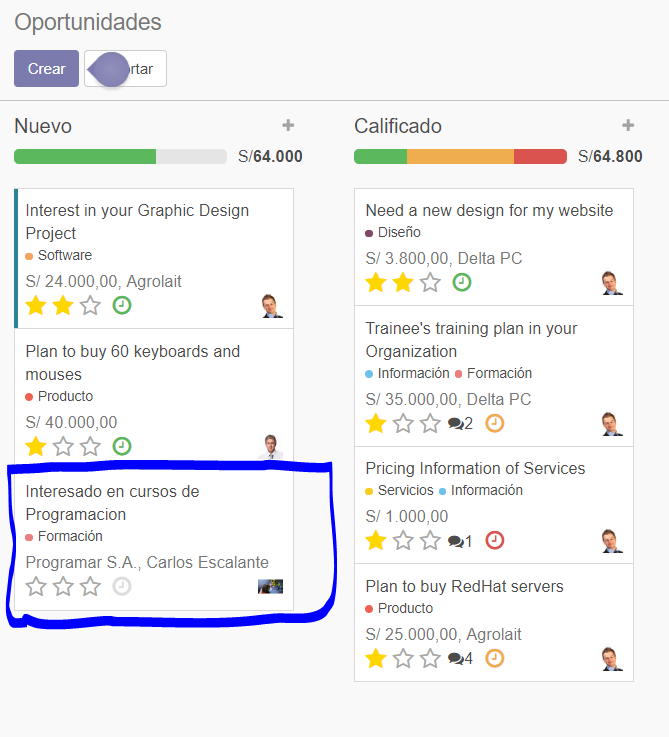 Oportunidades
Crear
rtar
Nuevo +
S/64.000
Interest in your Graphic Design
Project
Software
S/ 24.000,00, Agrolait
Plan to buy 60 keyboards and
mouses
Producto
S/ 40.000,00
Interesado en cursos de
Programacion
Formación
Programar S.A., Carlos Escalante
Calificado +
S/64.800
Need a new design for my website
Diseño
S/ 3.800,00, Delta PC
Trainee's training plan in your
Organization
Información Formación
S/ 35.000,00, Delta PC
2
Pricing Information of Services
Servicios Información
S/ 1.000,00
1
Plan to buy RedHat servers
Producto
S/ 25.000,00, Agrolait
4